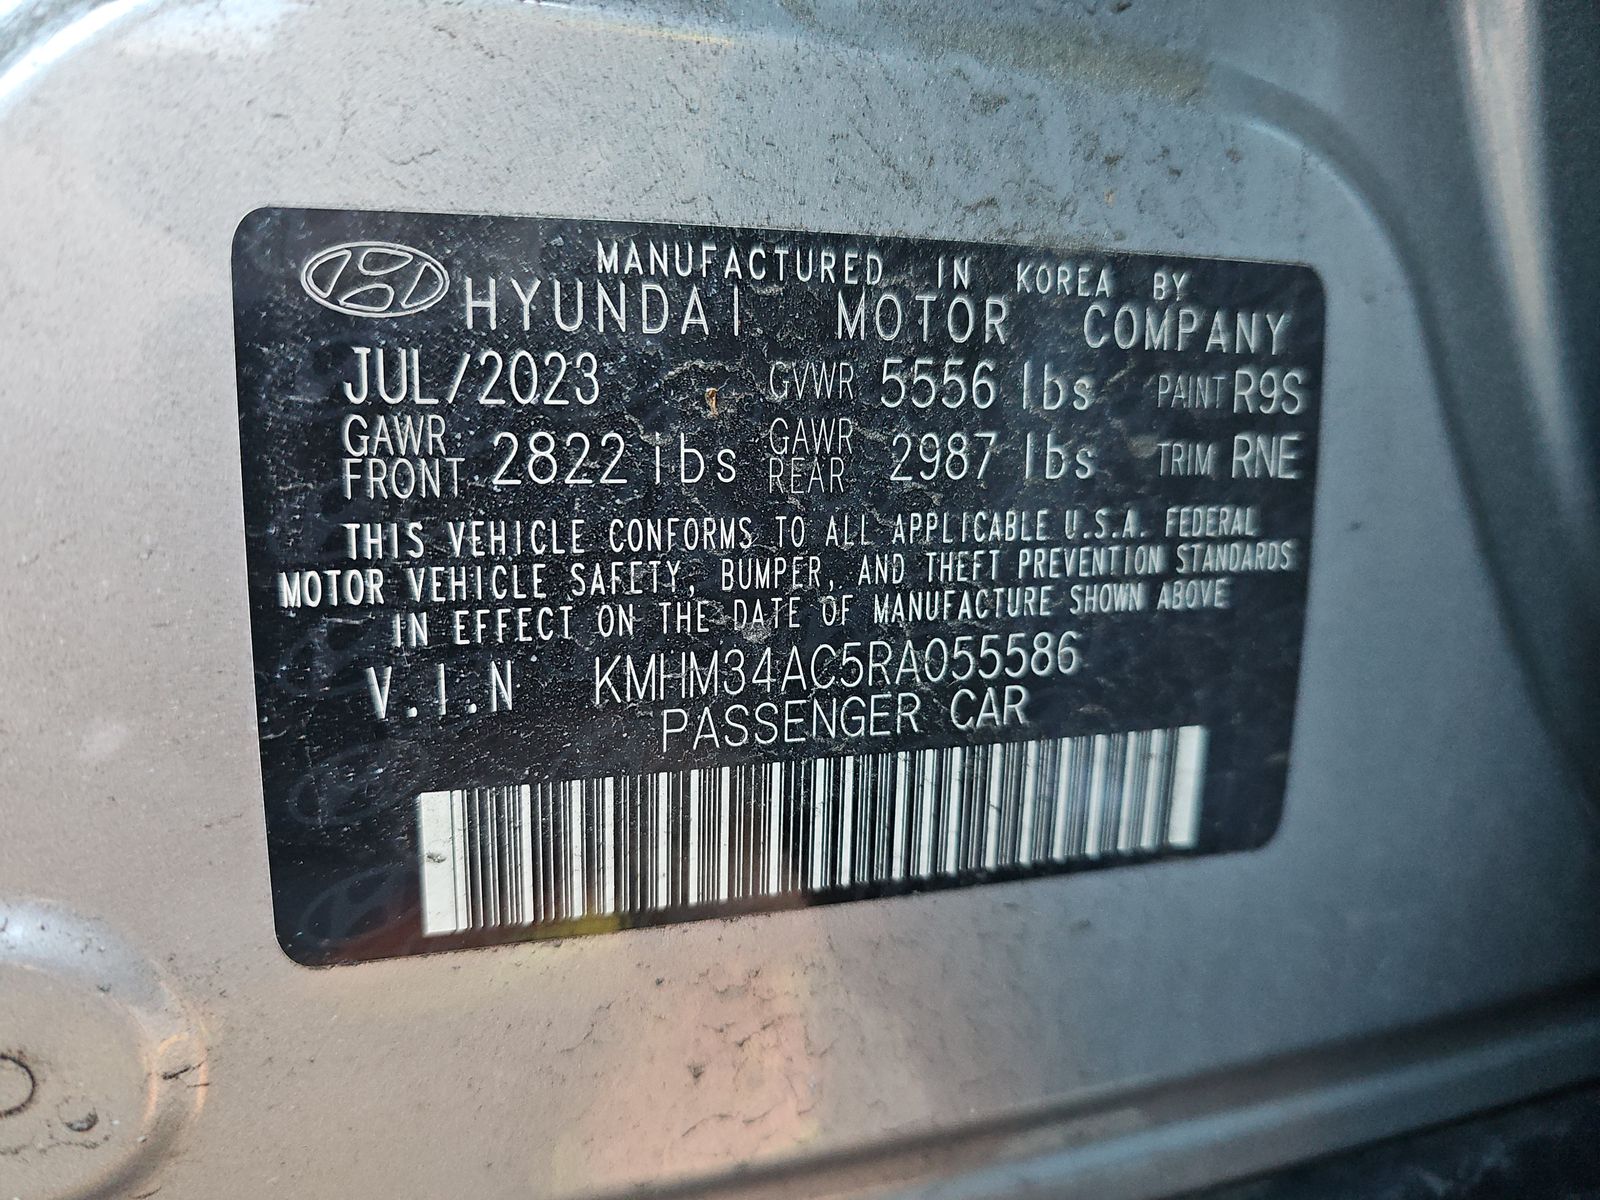 MANUFACTURED IN KOREA BY
HYUNDAI MOTOR COMPANY
JUL/2023 GVWR 5556 lbs PAINT R9S
GAWR FRONT 2822 lbs GAWR REAR 2987 lbs TRIM RNE
THIS VEHICLE CONFORMS TO ALL APPLICABLE U.S.A. FEDERAL
MOTOR VEHICLE SAFETY, BUMPER, AND THEFT PREVENTION STANDARDS
IN EFFECT ON THE DATE OF MANUFACTURE SHOWN ABOVE
V.I.N KMHM34AC5RA055586
PASSENGER CAR